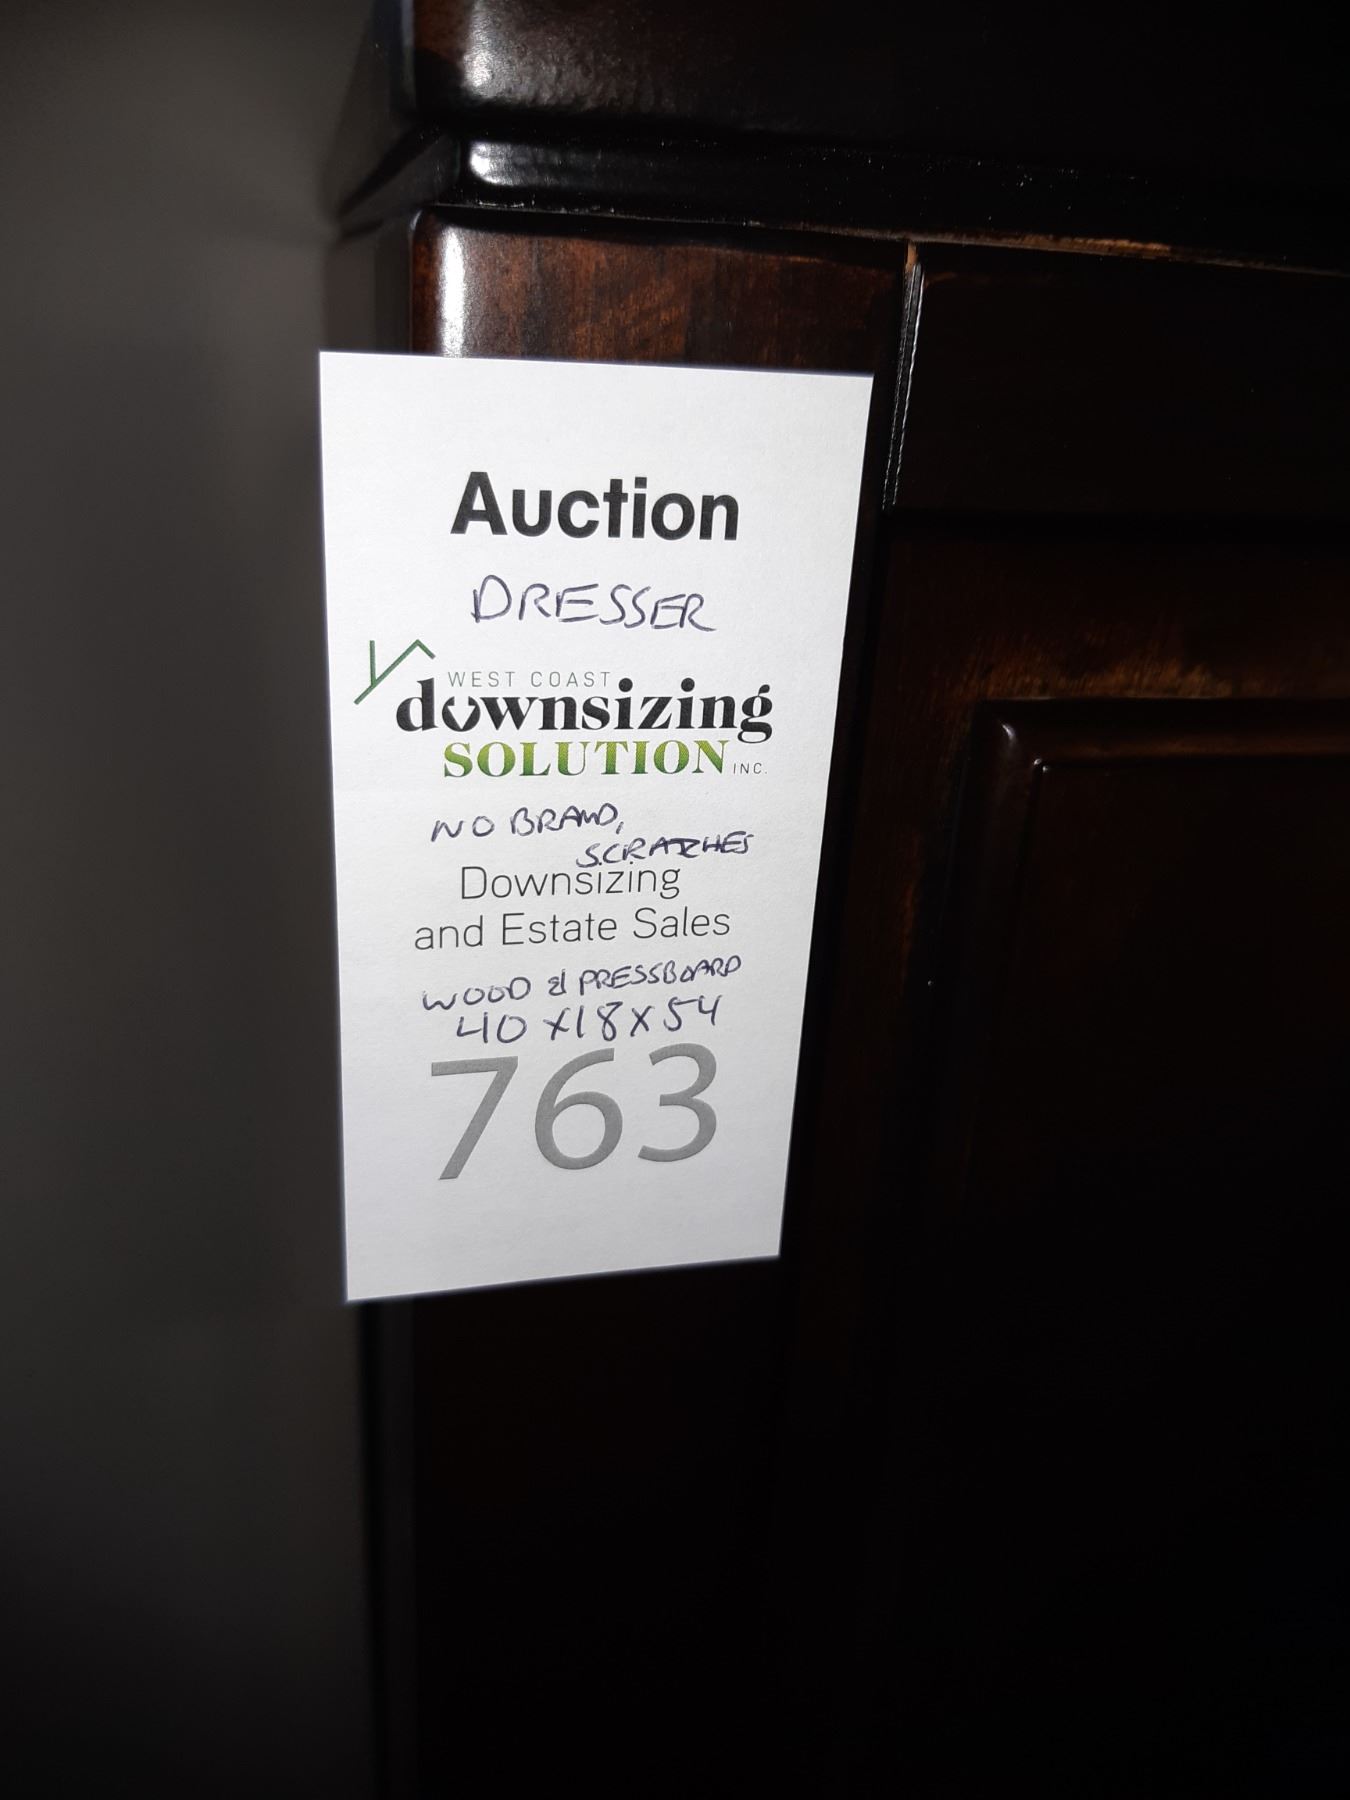 Auction
DRESSER
WEST COAST
downsizing
SOLUTION INC.
NO BRAND,
SCRATCHES
Downsizing
and Estate Sales
WOOD & PRESSBOARD
40 x 18 x 54
763